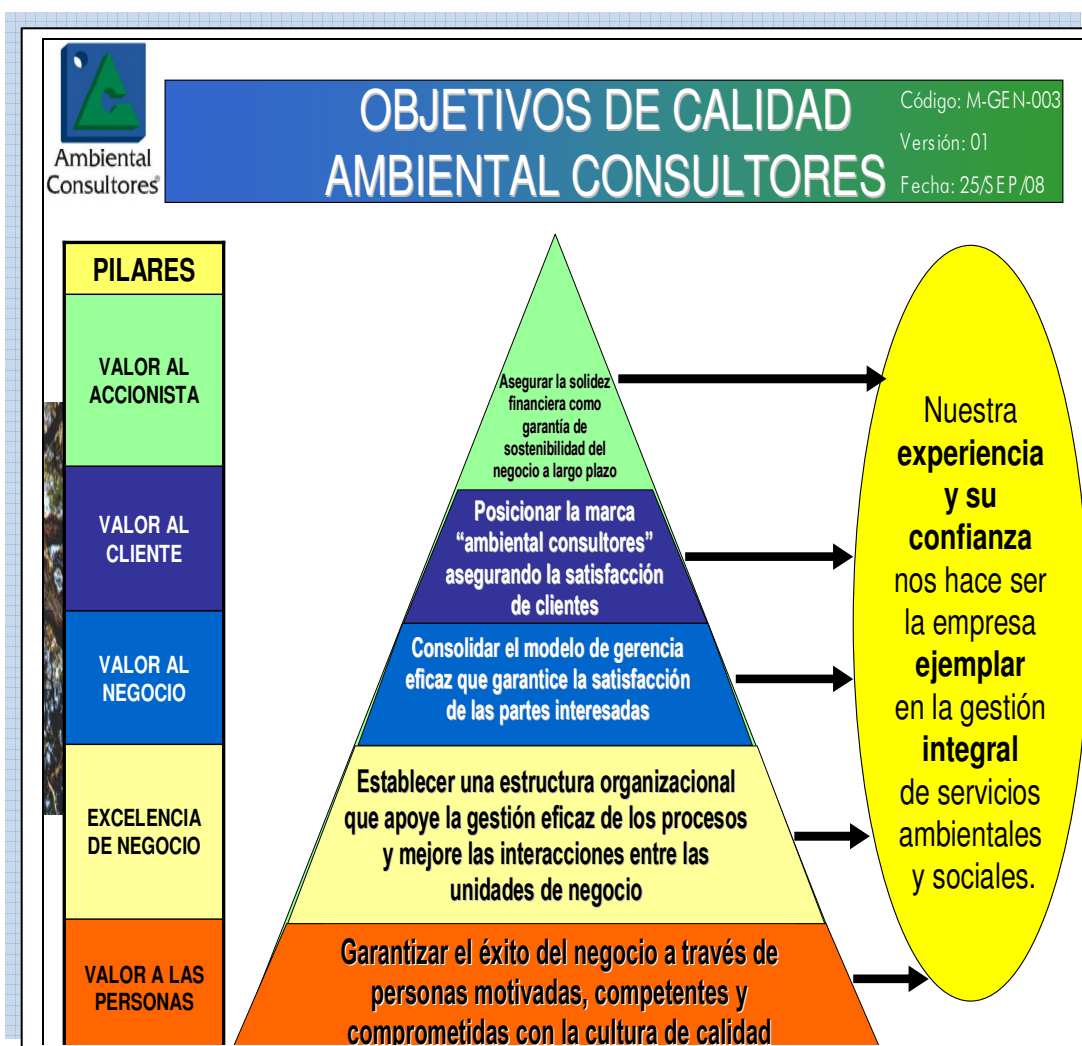 Ambiental
Consultores®
OBJETIVOS DE CALIDAD
AMBIENTAL CONSULTORES
Código: M-GEN-003
Versión: 01
Fecha: 25/SEP/08
PILARES
VALOR AL
ACCIONISTA
VALOR AL
CLIENTE
VALOR AL
NEGOCIO
EXCELENCIA
DE NEGOCIO
VALOR A LAS
PERSONAS
Asegurar la solidez
financiera como
garantía de
sostenibilidad del
negocio a largo plazo
Posicionar la marca
“ambiental consultores”
asegurando la satisfacción
de clientes
Consolidar el modelo de gerencia
eficaz que garantice la satisfacción
de las partes interesadas
Establecer una estructura organizacional
que apoye la gestión eficaz de los procesos
y mejore las interacciones entre las
unidades de negocio
Garantizar el éxito del negocio a través de
personas motivadas, competentes y
comprometidas con la cultura de calidad
Nuestra
experiencia
y su
confianza
nos hace ser
la empresa
ejemplar
en la gestión
integral
de servicios
ambientales
y sociales.